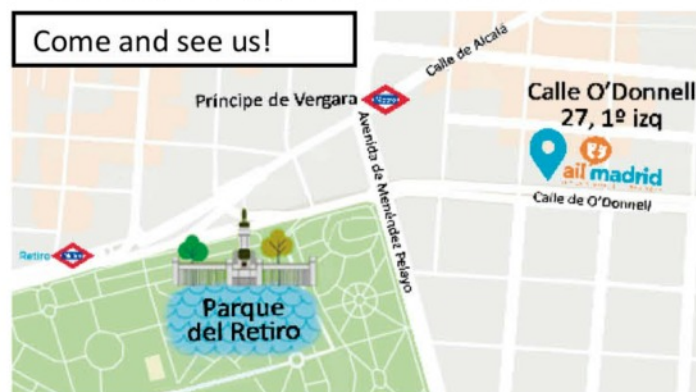 Come and see us!
Calle de Alcalá
Príncipe de Vergara
Calle O'Donnell
27, 1º izq
ail madrid
Calle de O'Donnell
Avenida de Menéndez Pelayo
Retiro
Parque
del Retiro